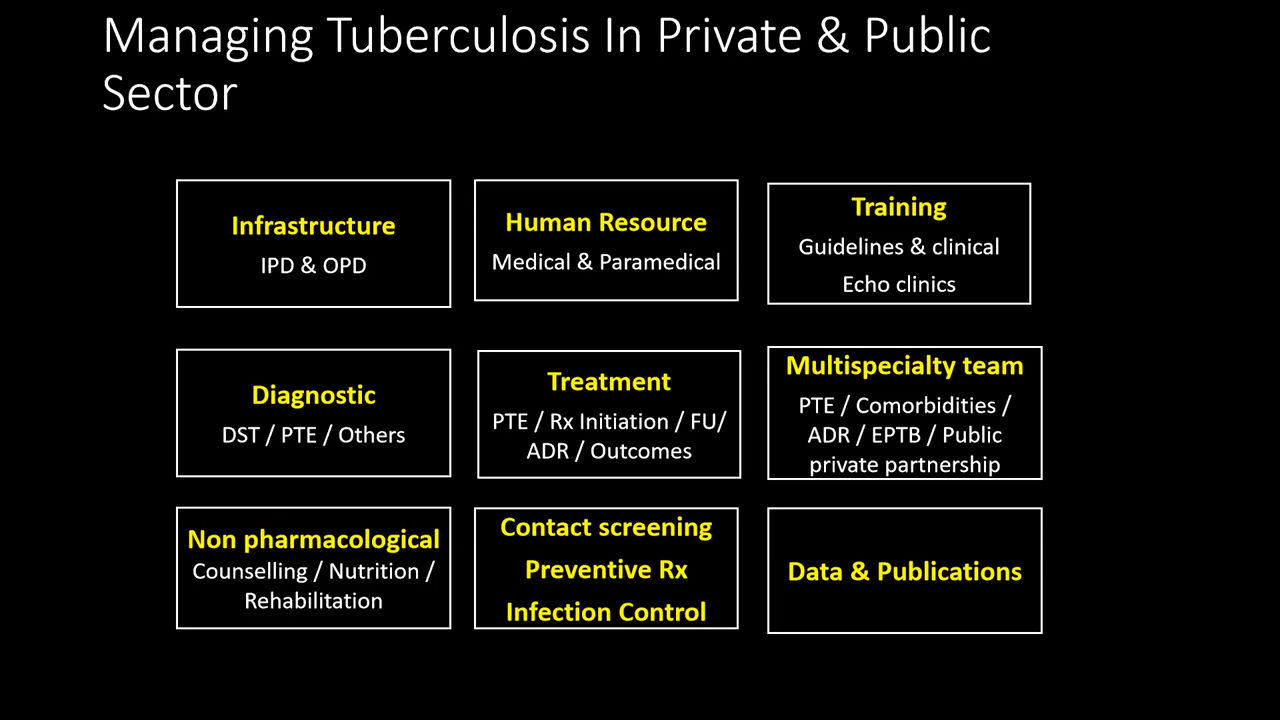 Managing Tuberculosis In Private & Public
Sector
Infrastructure
IPD & OPD
Human Resource
Medical & Paramedical
Training
Guidelines & clinical
Echo clinics
Diagnostic
DST / PTE / Others
Treatment
PTE / Rx Initiation / FU/
ADR / Outcomes
Multispecialty team
PTE / Comorbidities /
ADR / EPTB / Public
private partnership
Non pharmacological
Counselling / Nutrition /
Rehabilitation
Contact screening
Preventive Rx
Infection Control
Data & Publications